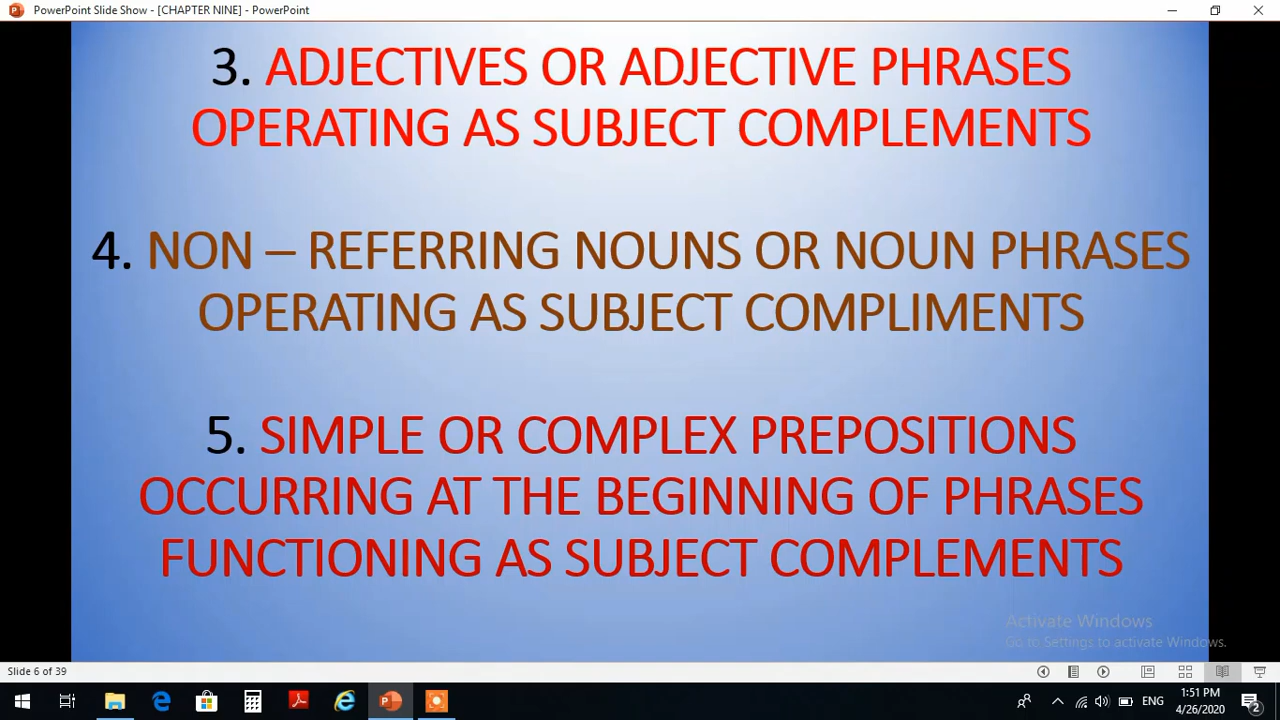 PowerPoint Slide Show - [CHAPTER NINE] - PowerPoint
3. ADJECTIVES OR ADJECTIVE PHRASES
OPERATING AS SUBJECT COMPLEMENTS
4. NON – REFERRING NOUNS OR NOUN PHRASES
OPERATING AS SUBJECT COMPLIMENTS
5. SIMPLE OR COMPLEX PREPOSITIONS
OCCURRING AT THE BEGINNING OF PHRASES
FUNCTIONING AS SUBJECT COMPLEMENTS
Activate Windows
Go to Settings to activate Windows.
Slide 6 of 39
ENG
1:51 PM
4/26/2020
2